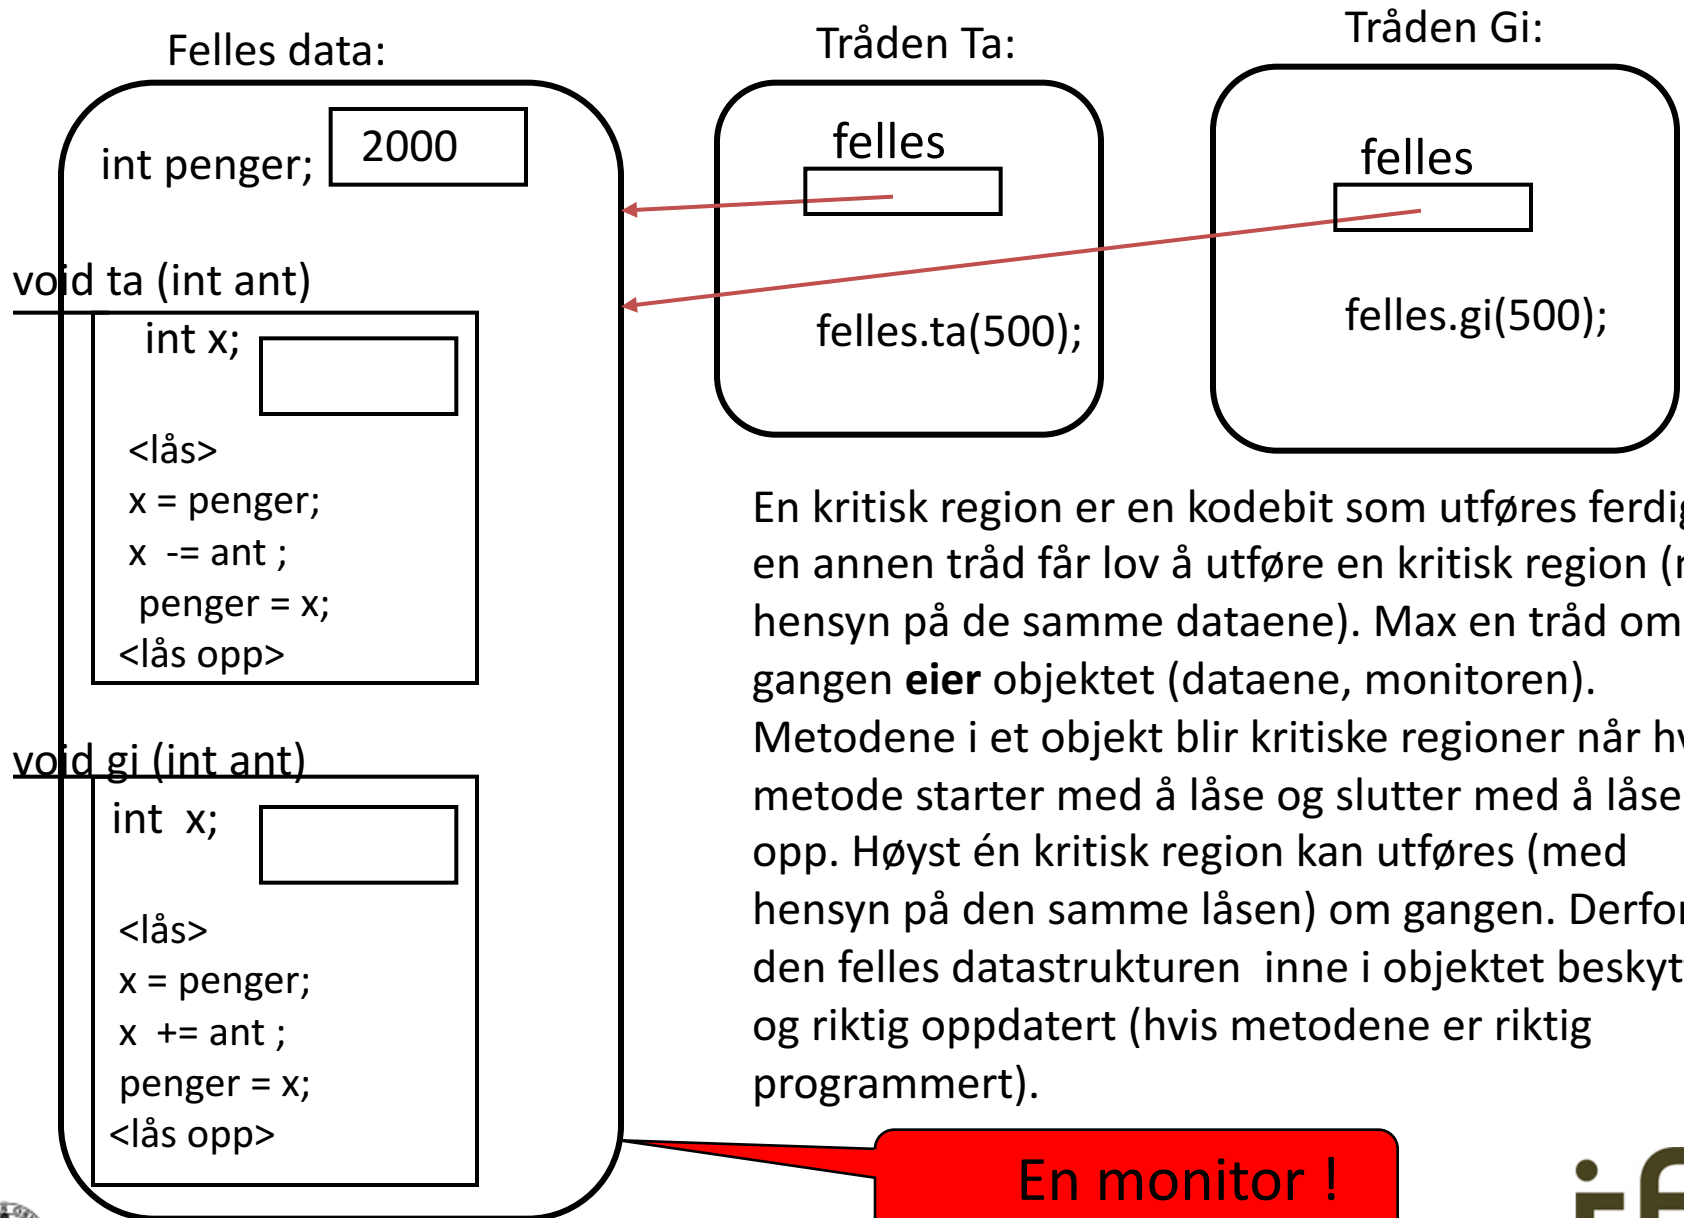 Felles data:
int penger;
2000
void ta (int ant)
int x;
<lås>
x = penger;
x -= ant ;
penger = x;
<lås opp>
void gi (int ant)
int x;
<lås>
x = penger;
x += ant ;
penger = x;
<lås opp>
Tråden Ta:
felles
felles.ta(500);
Tråden Gi:
felles
felles.gi(500);
En kritisk region er en kodebit som utføres
en annen tråd får lov å utføre en kritisk region
hensyn på de samme dataene). Max en tråd om
gangen eier objektet (dataene, monitoren).
Metodene i et objekt blir kritiske regioner når
metode starter med å låse og slutter med å låse
opp. Høyst én kritisk region kan utføres (med
hensyn på den samme låsen) om gangen. Derfor
den felles datastrukturen inne i objektet
og riktig oppdatert (hvis metodene er riktig
programmert).
En monitor !